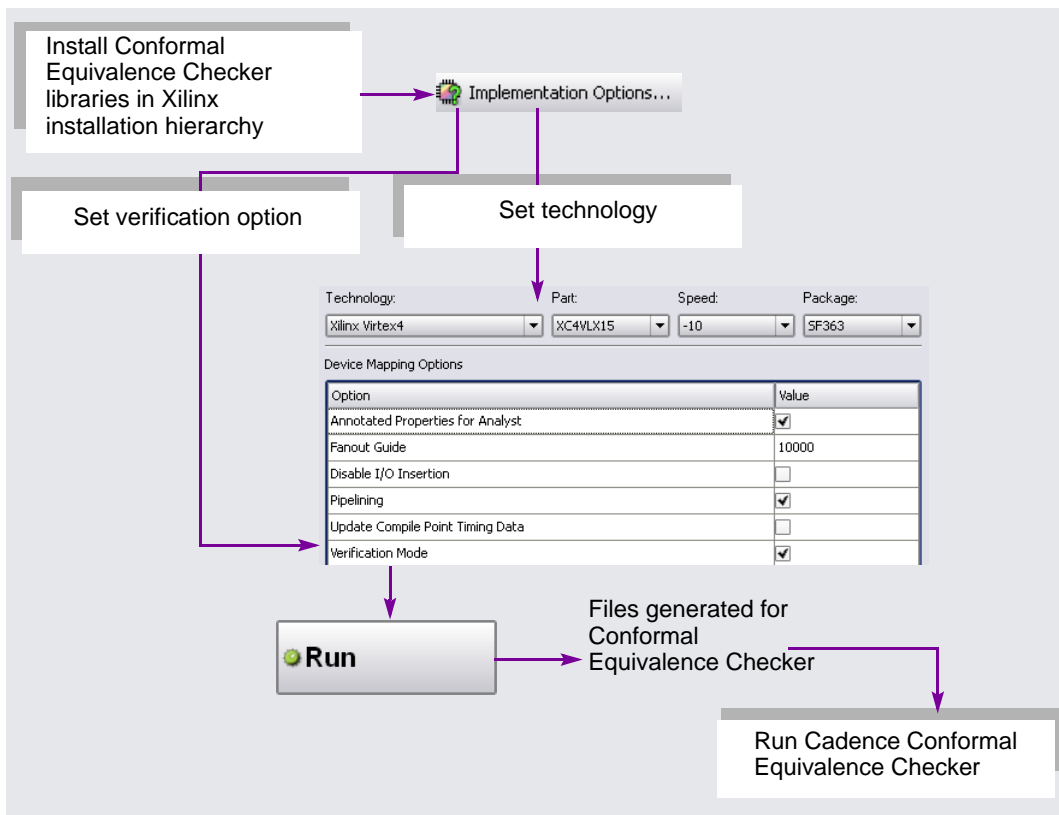 Install Conformal
Equivalence Checker
libraries in Xilinx
installation hierarchy
Implementation Options...
Set verification option
Set technology
Technology: Part: Speed: Package:
Xilinx Virtex4 XC4VLX15 -10 SF363
Device Mapping Options
Option Value
Annotated Properties for Analyst
Fanout Guide 10000
Disable I/O Insertion
Pipelining
Update Compile Point Timing Data
Verification Mode
Run
Files generated for
Conformal
Equivalence Checker
Run Cadence Conformal
Equivalence Checker